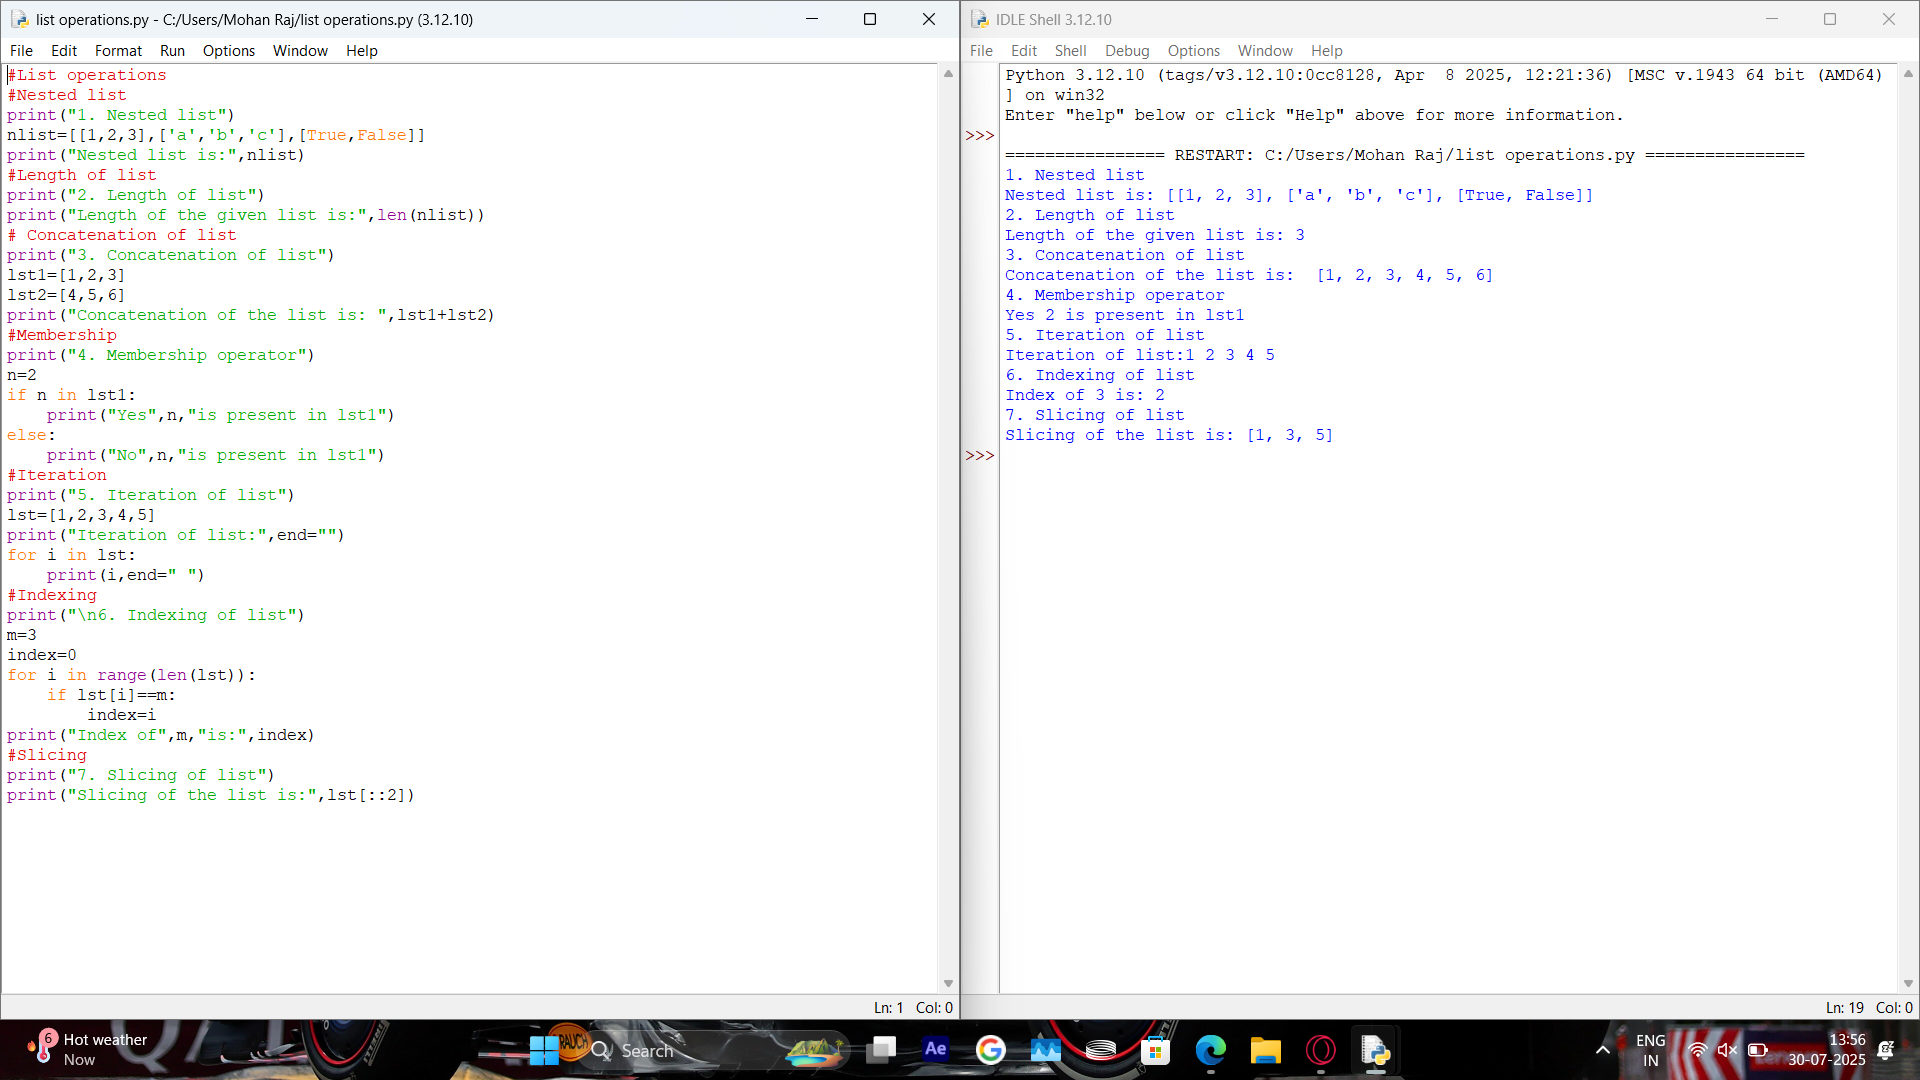 list operations.py - C:/Users/Mohan Raj/list operations.py (3.12.10)
File Edit Format Run Options Window Help
#List operations
#Nested list
print("1. Nested list")
nlist=[[1,2,3],['a','b','c'],[True,False]]
print("Nested list is:",nlist)
#Length of list
print("2. Length of list")
print("Length of the given list is:",len(nlist))
# Concatenation of list
print("3. Concatenation of list")
lst1=[1,2,3]
lst2=[4,5,6]
print("Concatenation of the list is: ",lst1+lst2)
#Membership
print("4. Membership operator")
n=2
if n in lst1:
    print("Yes",n,"is present in lst1")
else:
    print("No",n,"is present in lst1")
#Iteration
print("5. Iteration of list")
lst=[1,2,3,4,5]
print("Iteration of list:",end="")
for i in lst:
    print(i,end=" ")
#Indexing
print("\n6. Indexing of list")
m=3
index=0
for i in range(len(lst)):
    if lst[i]==m:
        index=i
print("Index of",m,"is:",index)
#Slicing
print("7. Slicing of list")
print("Slicing of the list is:",lst[::2])
Ln: 1 Col: 0
IDLE Shell 3.12.10
File Edit Shell Debug Options Window Help
Python 3.12.10 (tags/v3.12.10:0cc8128, Apr  8 2025, 12:21:36) [MSC v.1943 64 bit (AMD64)
] on win32
Enter "help" below or click "Help" above for more information.
>>>
================ RESTART: C:/Users/Mohan Raj/list operations.py ================
1. Nested list
Nested list is: [[1, 2, 3], ['a', 'b', 'c'], [True, False]]
2. Length of list
Length of the given list is: 3
3. Concatenation of list
Concatenation of the list is:  [1, 2, 3, 4, 5, 6]
4. Membership operator
Yes 2 is present in lst1
5. Iteration of list
Iteration of list:1 2 3 4 5
6. Indexing of list
Index of 3 is: 2
7. Slicing of list
Slicing of the list is: [1, 3, 5]
>>>
Ln: 19 Col: 0
6
Hot weather
Now
RAUCH
Search
Ae
ENG
IN
13:56
30-07-2025